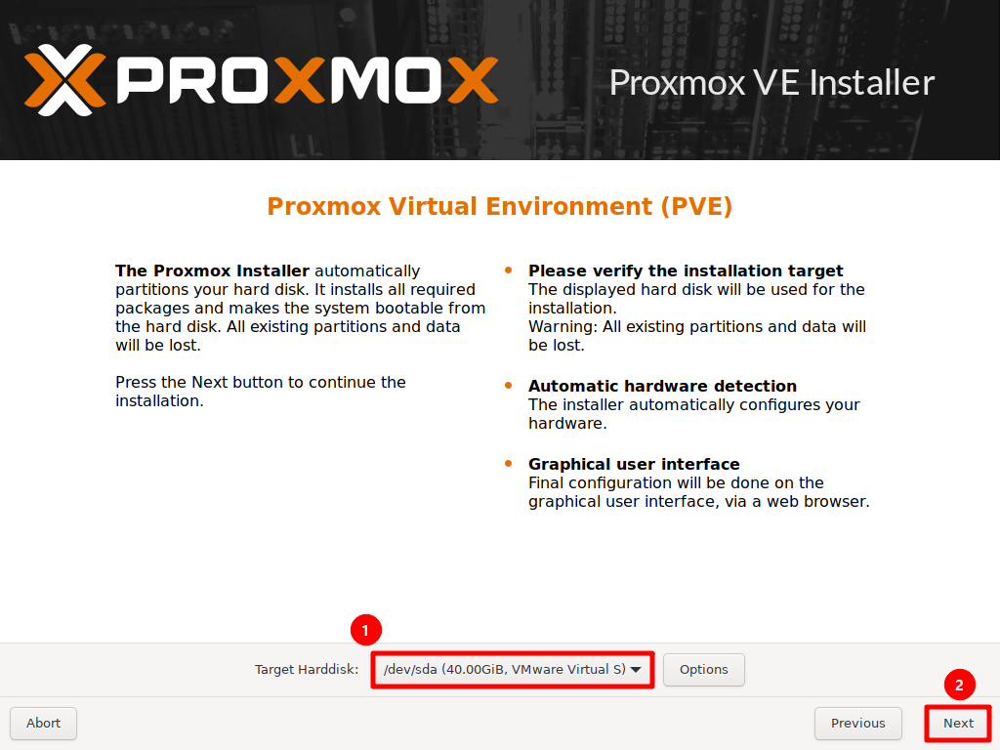 PROXMOX
Proxmox VE Installer
Proxmox Virtual Environment (PVE)
The Proxmox Installer automatically
partitions your hard disk. It installs all required
packages and makes the system bootable from
the hard disk. All existing partitions and data
will be lost.
Press the Next button to continue the
installation.
Please verify the installation target
The displayed hard disk will be used for the
installation.
Warning: All existing partitions and data will
be lost.
Automatic hardware detection
The installer automatically configures your
hardware.
Graphical user interface
Final configuration will be done on the
graphical user interface, via a web browser.
1
Target Harddisk: /dev/sda (40.00GiB, VMware Virtual S) Options
2
Abort Previous Next